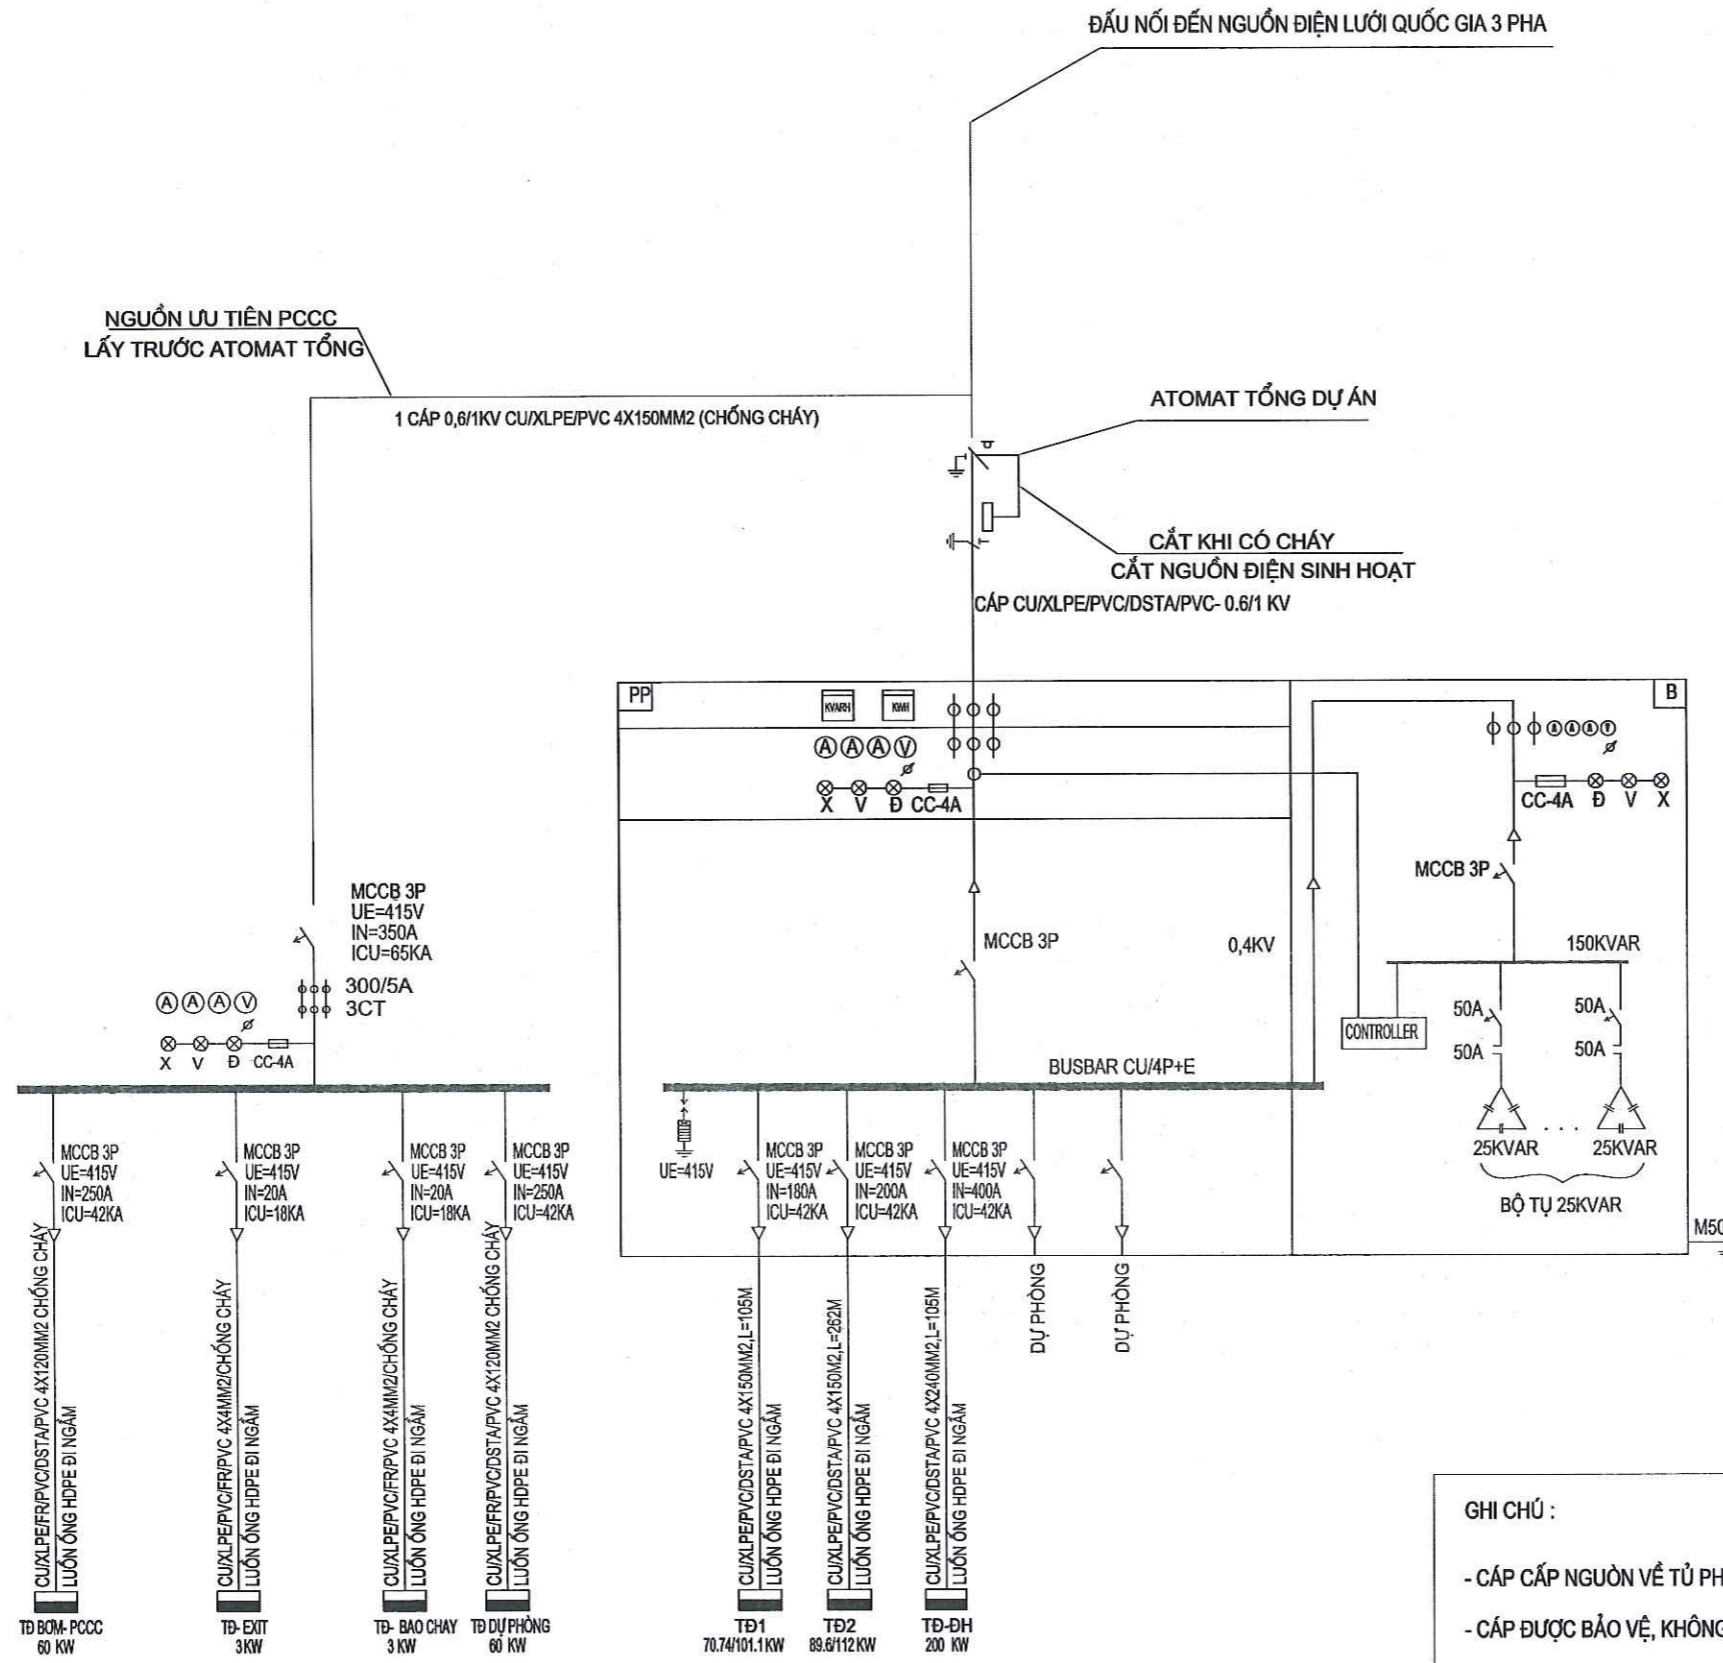 ĐẤU NỐI ĐẾN NGUỒN ĐIỆN LƯỚI QUỐC GIA 3 PHA
NGUỒN ƯU TIÊN PCCC
LẤY TRƯỚC ATOMAT TỔNG
1 CÁP 0,6/1KV CU/XLPE/PVC 4X150MM2 (CHỐNG CHÁY)
ATOMAT TỔNG DỰ ÁN
CẮT KHI CÓ CHÁY
CẮT NGUỒN ĐIỆN SINH HOẠT
CÁP CU/XLPE/PVC/DSTA/PVC- 0.6/1 KV
PP
KVARH
KWH
A A A V
X V Đ CC-4A
B
A A A V
CC-4A Đ V X
MCCB 3P
150KVAR
50A
50A
50A
50A
CONTROLLER
25KVAR
. . .
25KVAR
BỘ TỤ 25KVAR
M50
MCCB 3P
0,4KV
BUSBAR CU/4P+E
MCCB 3P
UE=415V
IN=350A
ICU=65KA
300/5A
3CT
A A A V
X V Đ CC-4A
MCCB 3P
UE=415V
IN=250A
ICU=42KA
MCCB 3P
UE=415V
IN=20A
ICU=18KA
MCCB 3P
UE=415V
IN=20A
ICU=18KA
MCCB 3P
UE=415V
IN=250A
ICU=42KA
UE=415V
MCCB 3P
UE=415V
IN=180A
ICU=42KA
MCCB 3P
UE=415V
IN=200A
ICU=42KA
MCCB 3P
UE=415V
IN=400A
ICU=42KA
CU/XLPE/FR/PVC/DSTA/PVC 4X120MM2 CHỐNG CHÁY
LUỒN ỐNG HDPE ĐI NGẦM
CU/XLPE/PVC/FR/PVC 4X4MM2/CHỐNG CHÁY
LUỒN ỐNG HDPE ĐI NGẦM
CU/XLPE/PVC/FR/PVC 4X4MM2/CHỐNG CHÁY
LUỒN ỐNG HDPE ĐI NGẦM
CU/XLPE/FR/PVC/DSTA/PVC 4X120MM2 CHỐNG CHÁY
LUỒN ỐNG HDPE ĐI NGẦM
CU/XLPE/PVC/DSTA/PVC 4X150MM2,L=105M
LUỒN ỐNG HDPE ĐI NGẦM
CU/XLPE/PVC/DSTA/PVC 4X150M2,L=262M
LUỒN ỐNG HDPE ĐI NGẦM
CU/XLPE/PVC/DSTA/PVC 4X240MM2,L=105M
LUỒN ỐNG HDPE ĐI NGẦM
DỰ PHÒNG
DỰ PHÒNG
TĐ BƠM- PCCC
60 KW
TĐ- EXIT
3 KW
TĐ- BAO CHAY
3 KW
TĐ DỰ PHÒNG
60 KW
TĐ1
70.74/101.1 KW
TĐ2
89.6/112 KW
TĐ-ĐH
200 KW
GHI CHÚ :
- CÁP CẤP NGUỒN VỀ TỦ PH
- CÁP ĐƯỢC BẢO VỆ, KHÔNG